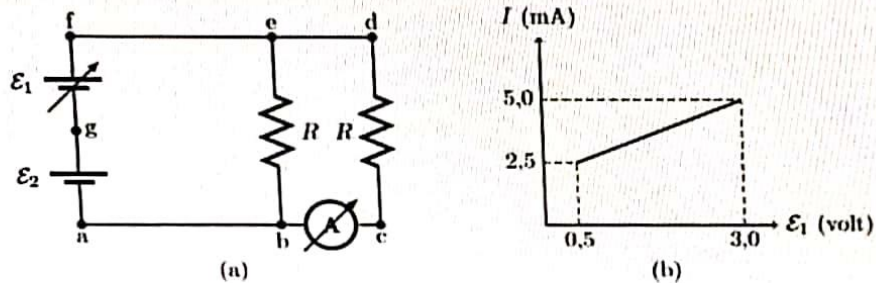 f e d
ℰ₁
g
R R
ℰ₂
A
a b c
(a)
I (mA)
5,0
2,5
0,5 3,0 ℰ₁ (volt)
(b)